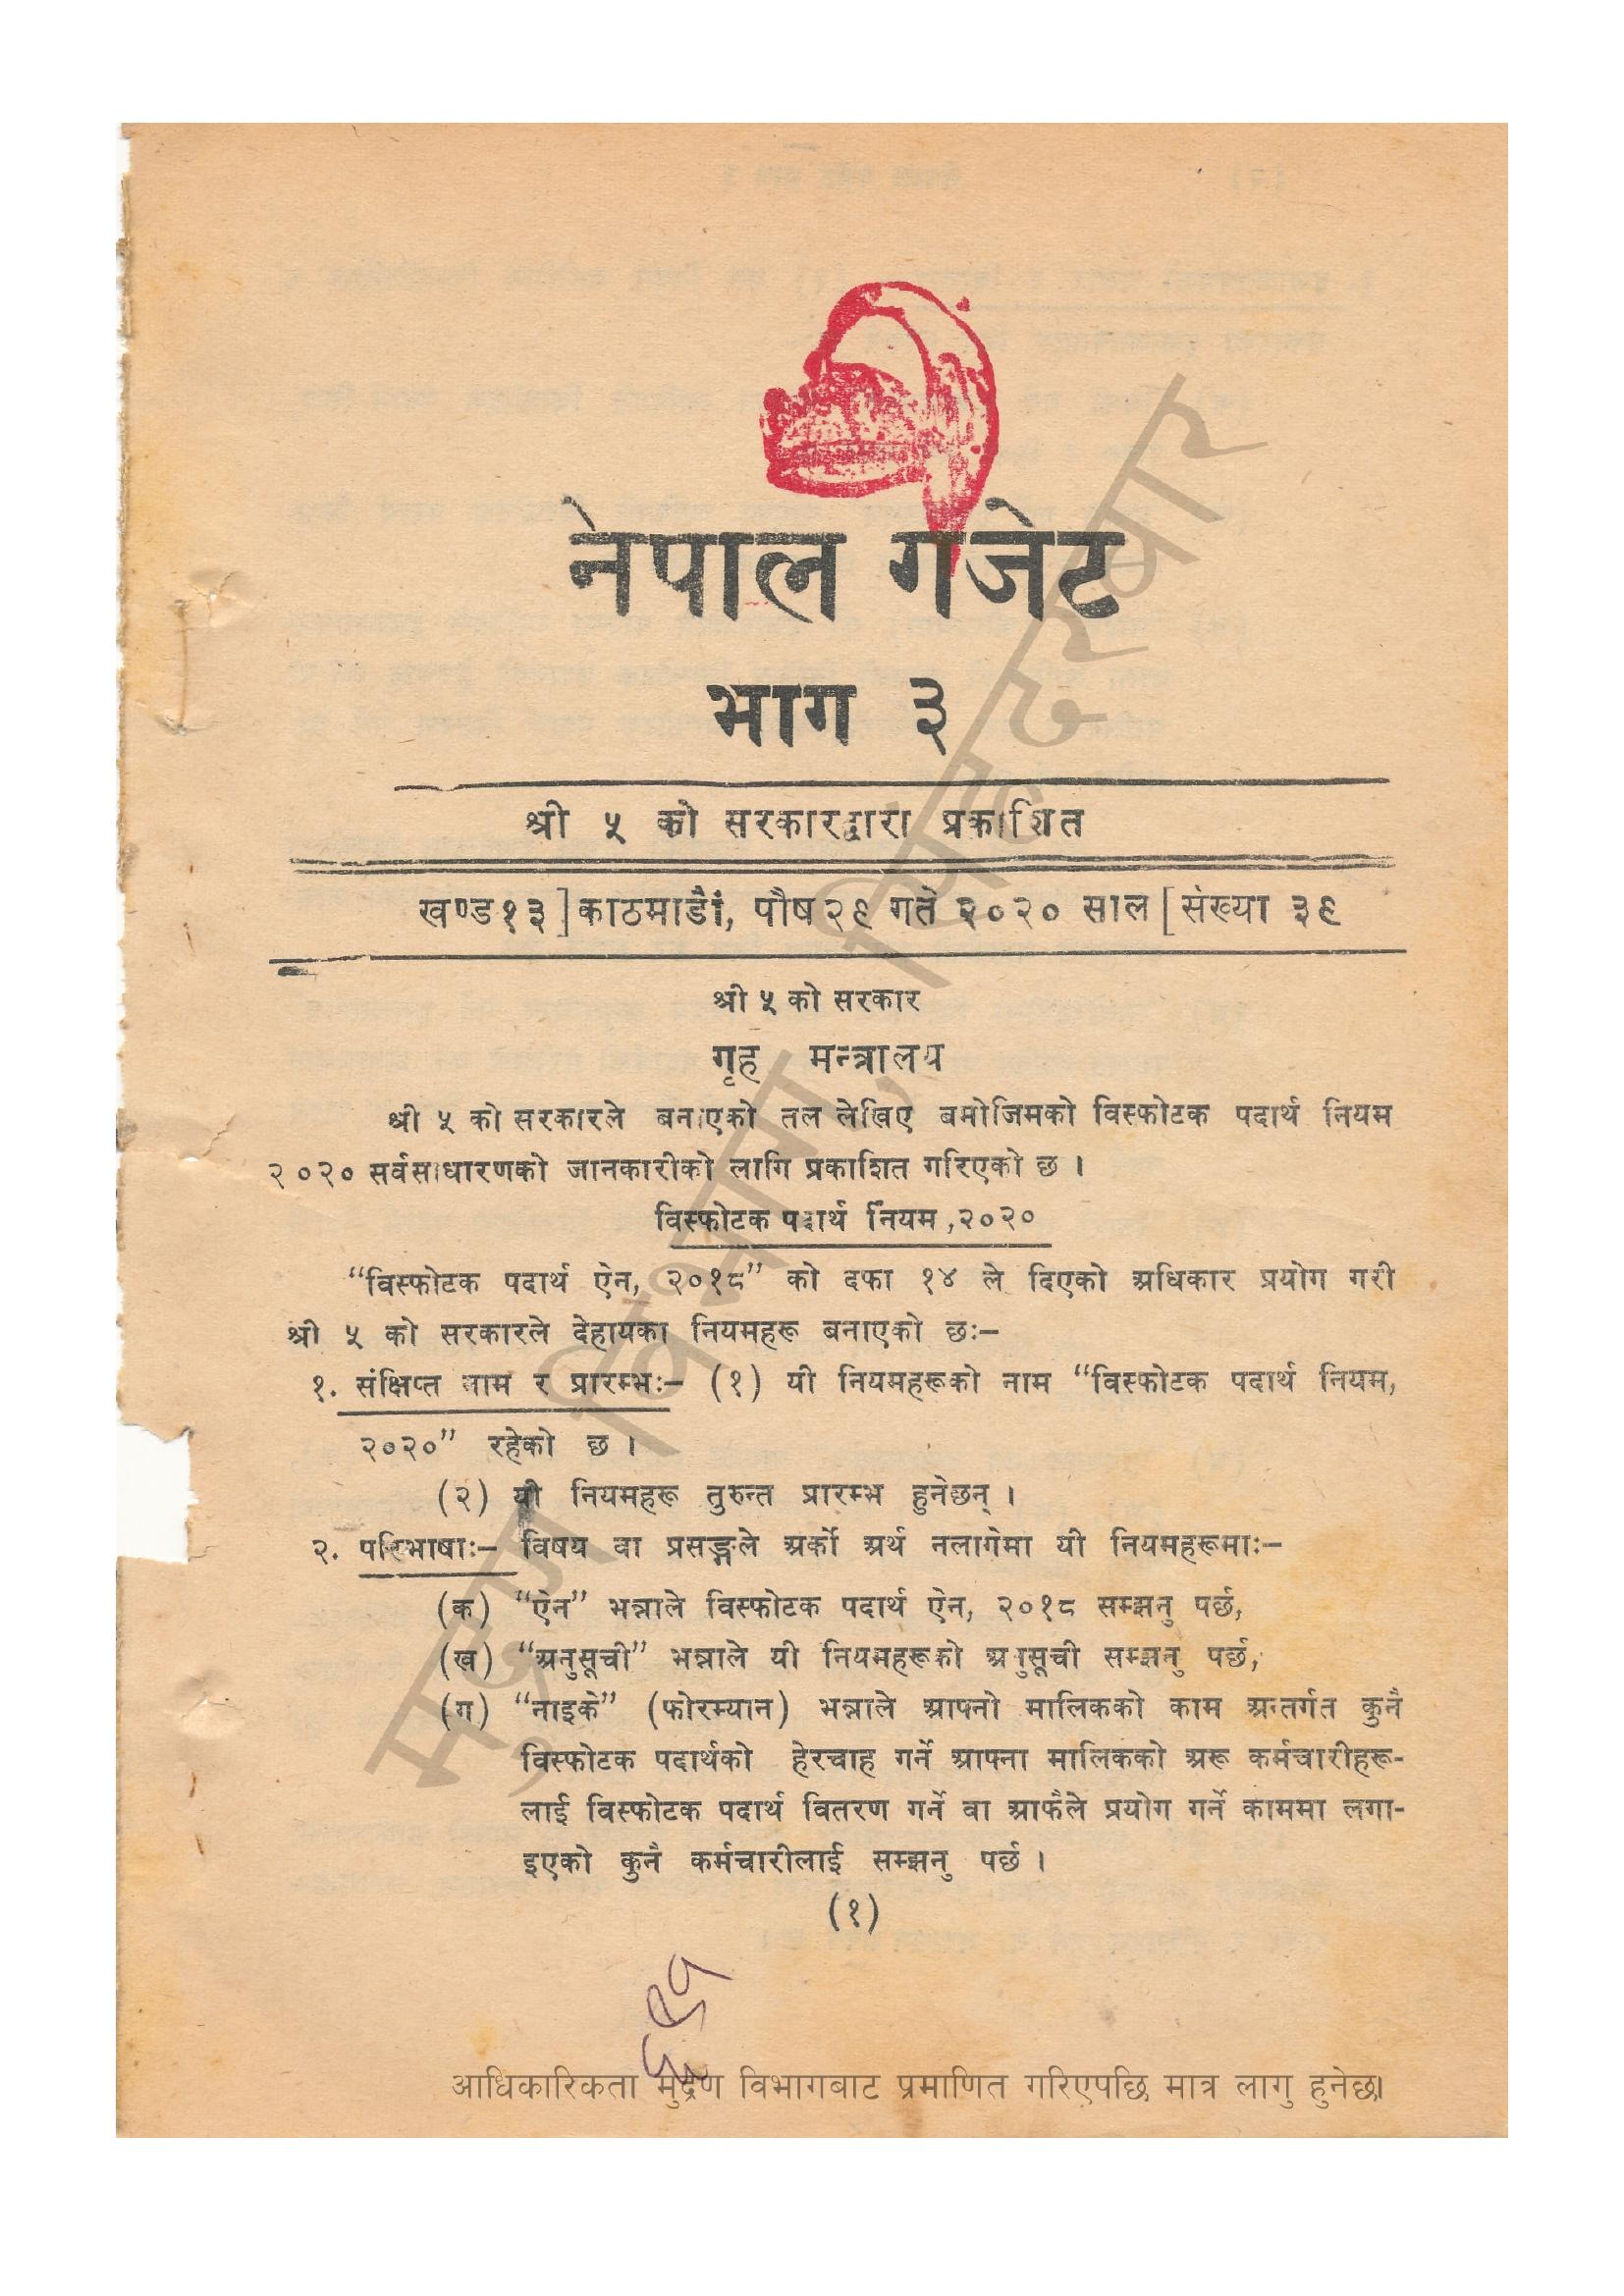 नेपाल गजेट
भाग ३
श्री ५ को सरकारद्वारा प्रकाशित
खण्ड १३] काठमाडौं, पौष २९ गते २०२० साल [संख्या ३९
श्री ५ को सरकार
गृह मन्त्रालय
श्री ५ को सरकारले बनाएको तल लेखिए बमोजिमको विस्फोटक पदार्थ नियम
२०२० सर्वसाधारणको जानकारीको लागि प्रकाशित गरिएको छ ।
विस्फोटक पदार्थ नियम ,२०२०
“विस्फोटक पदार्थ ऐन, २०१८” को दफा १४ ले दिएको अधिकार प्रयोग गरी
श्री ५ को सरकारले देहायका नियमहरू बनाएको छः–
१. संक्षिप्त नाम र प्रारम्भः– (१) यी नियमहरूको नाम “विस्फोटक पदार्थ नियम,
२०२०” रहेको छ ।
(२) यी नियमहरू तुरुन्त प्रारम्भ हुनेछन् ।
२. परिभाषाः– विषय वा प्रसङ्गले अर्को अर्थ नलागेमा यी नियमहरूमाः–
(क) “ऐन” भन्नाले विस्फोटक पदार्थ ऐन, २०१८ सम्झनु पर्छ,
(ख) “अनुसूची” भन्नाले यी नियमहरूको अनुसूची सम्झनु पर्छ,
(ग) “नाइके” (फोरम्यान) भन्नाले आफ्नो मालिकको काम अन्तर्गत कुनै
विस्फोटक पदार्थको हेरचाह गर्ने आफ्ना मालिकको अरू कर्मचारीहरू-
लाई विस्फोटक पदार्थ वितरण गर्ने वा आफैले प्रयोग गर्ने काममा लगा-
इएको कुनै कर्मचारीलाई सम्झनु पर्छ ।
(१)
आधिकारिकता मुद्रण विभागबाट प्रमाणित गरिएपछि मात्र लागु हुनेछ।
मुद्रण विभाग, सिंहदरबार